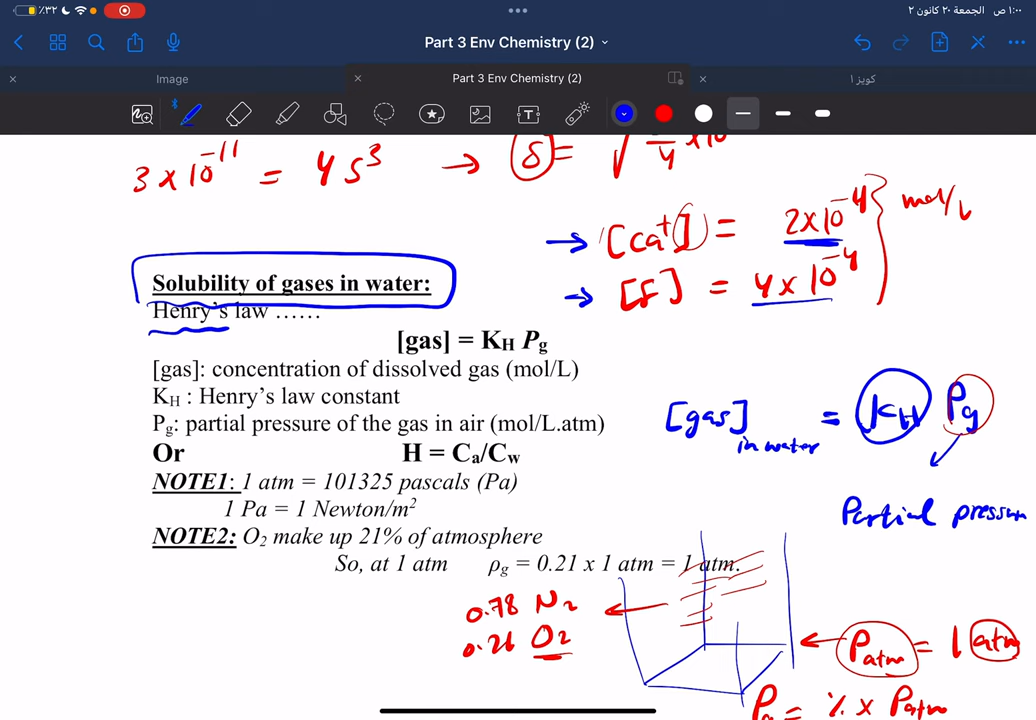 ٪٣٢
١:٠٠ ص الجمعة ٢٠ كانون ٢
Part 3 Env Chemistry (2)
Image
Part 3 Env Chemistry (2)
كويز ١
3 x 10⁻¹¹ = 4 s³ → (s) =
→ [Ca⁺] = 2x10⁻⁴
mol/L
→ [F] = 4 x 10⁻⁴
Solubility of gases in water:
Henry's law ……
[gas] = K_H P_g
[gas]: concentration of dissolved gas (mol/L)
K_H : Henry's law constant
P_g: partial pressure of the gas in air (mol/L.atm)
Or H = C_a/C_w
[gas] in water = K_H P_g
NOTE1: 1 atm = 101325 pascals (Pa)
1 Pa = 1 Newton/m²
Partial pressure
NOTE2: O₂ make up 21% of atmosphere
So, at 1 atm ρ_g = 0.21 x 1 atm = 1 atm.
0.78 N₂
0.21 O₂
P_atm = 1 atm
P_g = % x P_atm